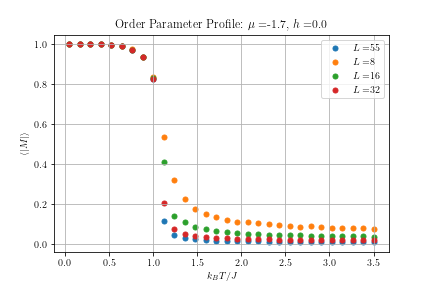 Order Parameter Profile: μ =-1.7, h =0.0
1.0
0.8
0.6
0.4
0.2
0.0
⟨|M|⟩
L =55
L =8
L =16
L =32
0.0 0.5 1.0 1.5 2.0 2.5 3.0 3.5
k_BT/J